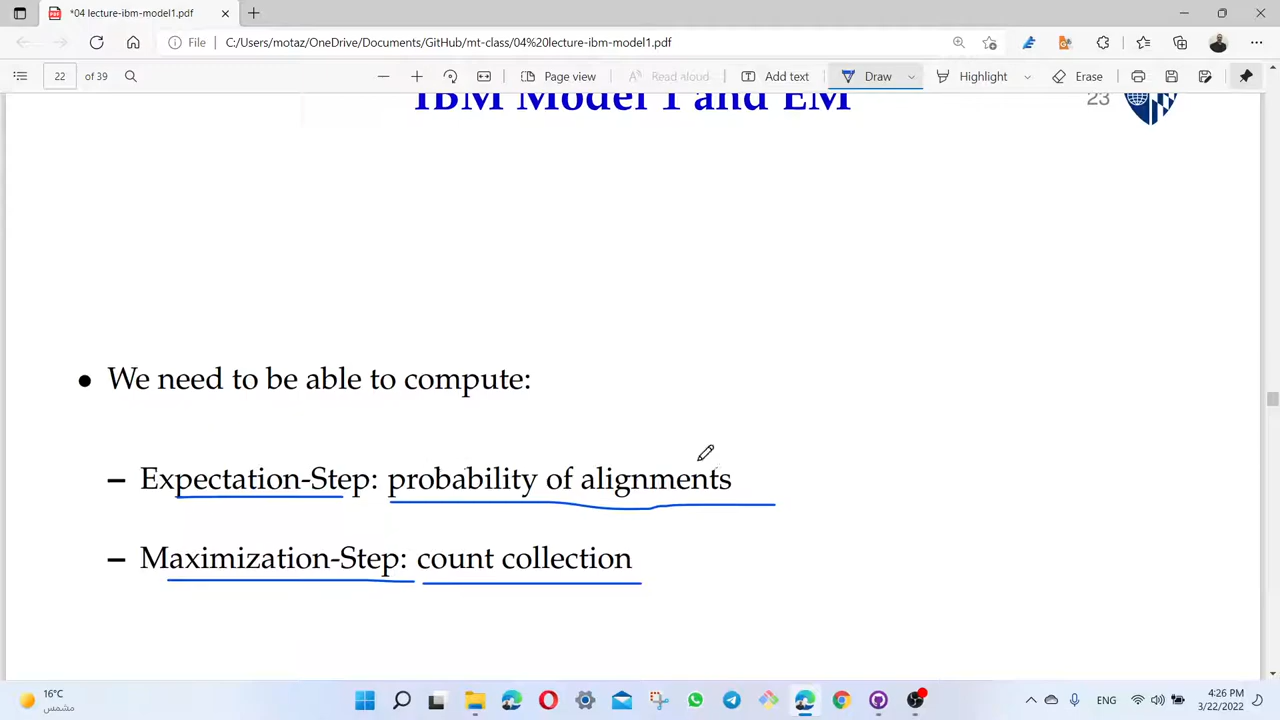 *04 lecture-ibm-model1.pdf
File C:/Users/motaz/OneDrive/Documents/GitHub/mt-class/04%20lecture-ibm-model1.pdf
22 of 39 Page view Read aloud Add text Draw Highlight Erase
IBM Model 1 and EM 23
• We need to be able to compute:
– Expectation-Step: probability of alignments
– Maximization-Step: count collection
16°C
مشمس
ENG
4:26 PM
3/22/2022